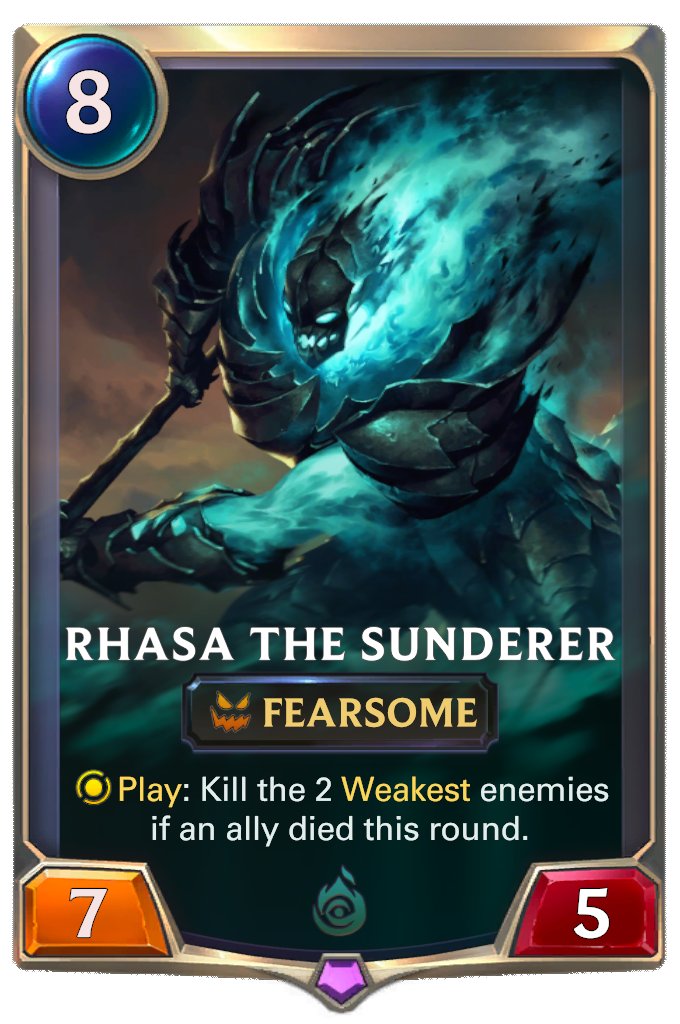 8
RHASA THE SUNDERER
FEARSOME
Play: Kill the 2 Weakest enemies
if an ally died this round.
7
5